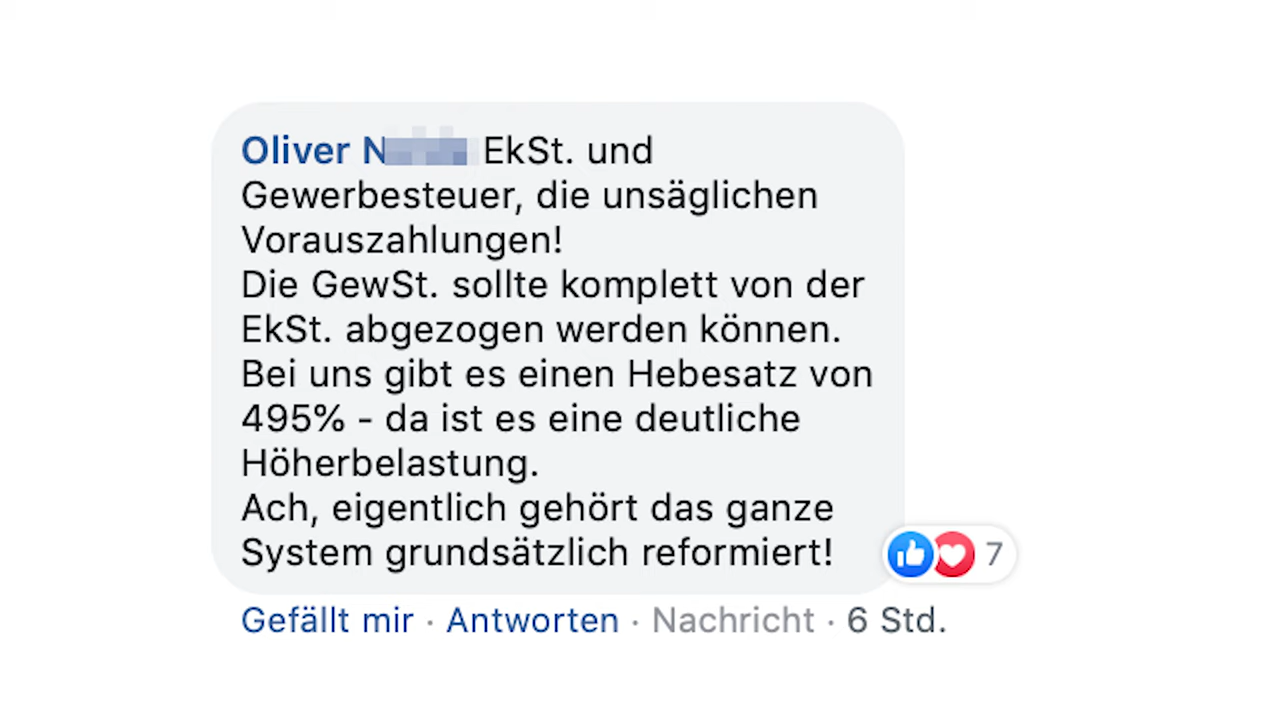 Oliver N EkSt. und
Gewerbesteuer, die unsäglichen
Vorauszahlungen!
Die GewSt. sollte komplett von der
EkSt. abgezogen werden können.
Bei uns gibt es einen Hebesatz von
495% - da ist es eine deutliche
Höherbelastung.
Ach, eigentlich gehört das ganze
System grundsätzlich reformiert!
7
Gefällt mir · Antworten · Nachricht · 6 Std.